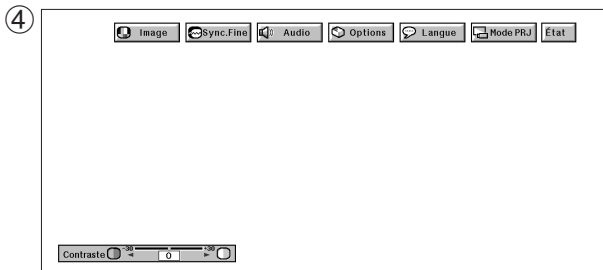 ④
Image Sync.Fine Audio Options Langue Mode PRJ État
Contraste -30 +30
0